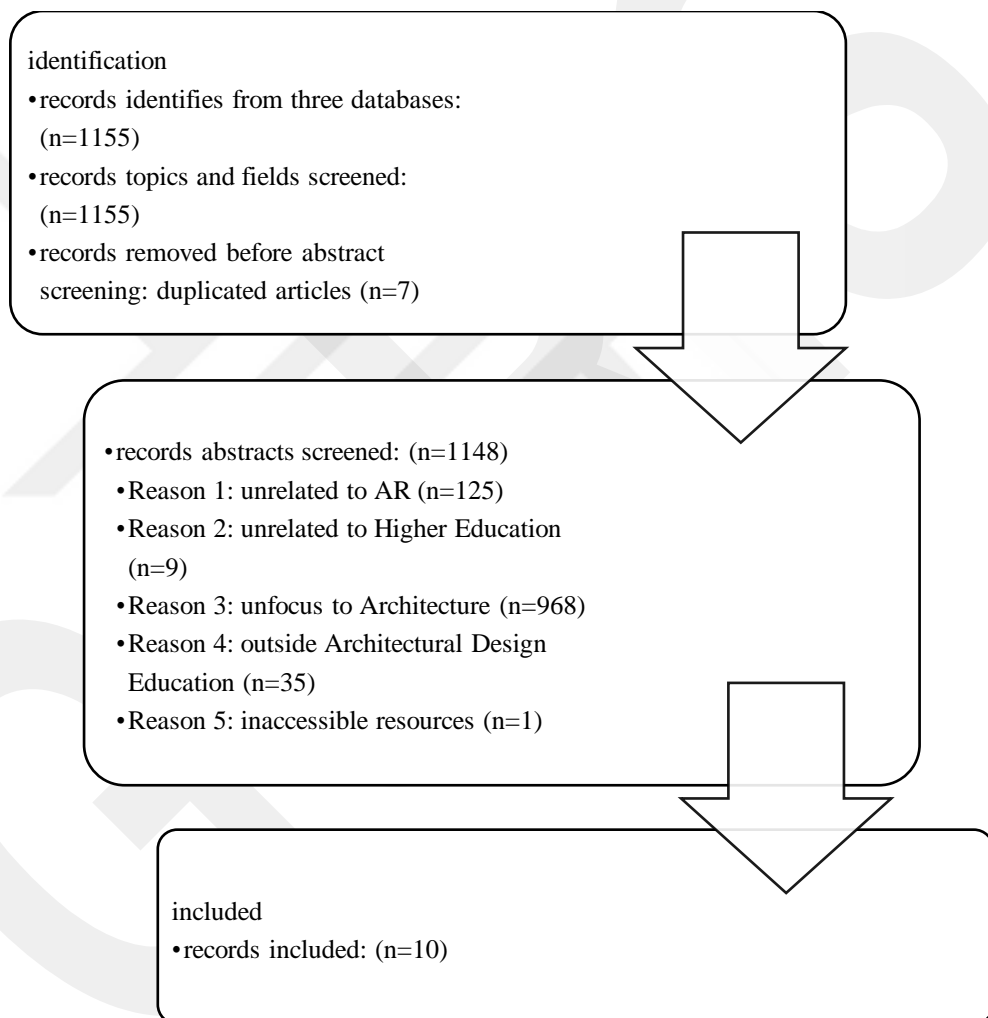 identification
•records identifies from three databases:
(n=1155)
•records topics and fields screened:
(n=1155)
•records removed before abstract
screening: duplicated articles (n=7)
•records abstracts screened: (n=1148)
•Reason 1: unrelated to AR (n=125)
•Reason 2: unrelated to Higher Education
(n=9)
•Reason 3: unfocus to Architecture (n=968)
•Reason 4: outside Architectural Design
Education (n=35)
•Reason 5: inaccessible resources (n=1)
included
•records included: (n=10)